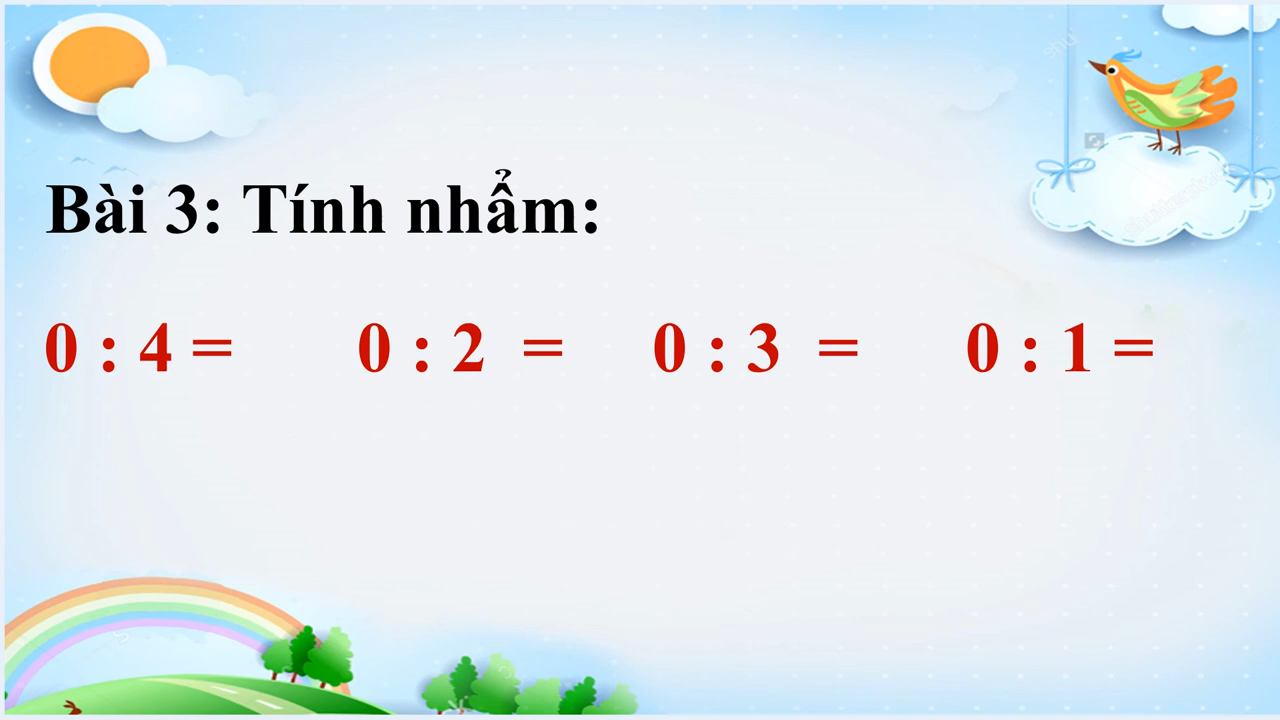 Bài 3: Tính nhẩm:
0 : 4 = 0 : 2 = 0 : 3 = 0 : 1 =